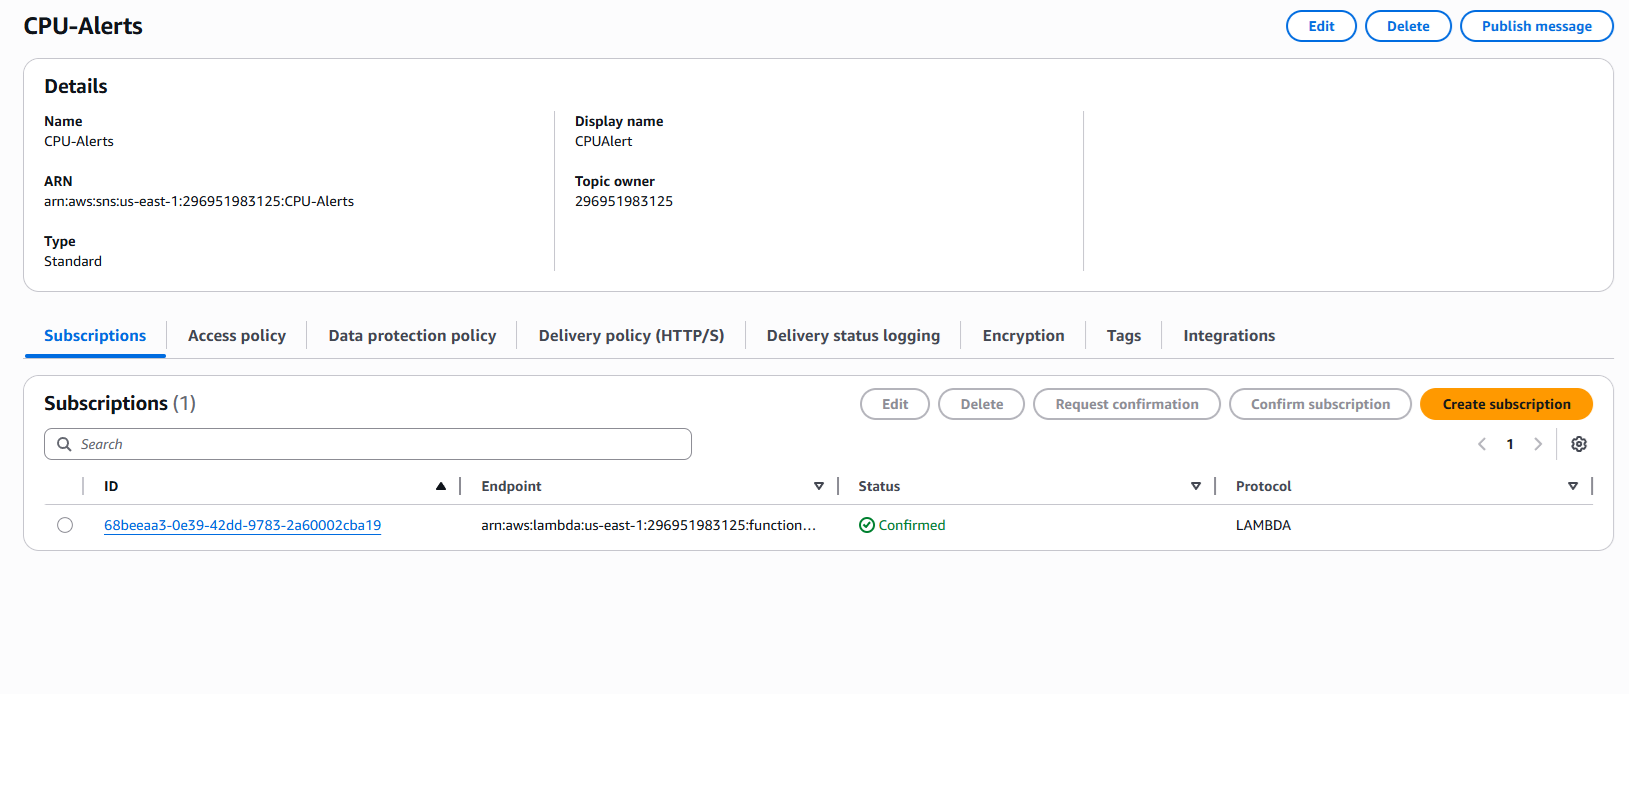 CPU-Alerts
Edit
Delete
Publish message
Details
Name
CPU-Alerts
Display name
CPUAlert
ARN
arn:aws:sns:us-east-1:296951983125:CPU-Alerts
Topic owner
296951983125
Type
Standard
Subscriptions
Access policy
Data protection policy
Delivery policy (HTTP/S)
Delivery status logging
Encryption
Tags
Integrations
Subscriptions (1)
Edit
Delete
Request confirmation
Confirm subscription
Create subscription
Search
1
ID
Endpoint
Status
Protocol
68beeaa3-0e39-42dd-9783-2a60002cba19
arn:aws:lambda:us-east-1:296951983125:function...
Confirmed
LAMBDA